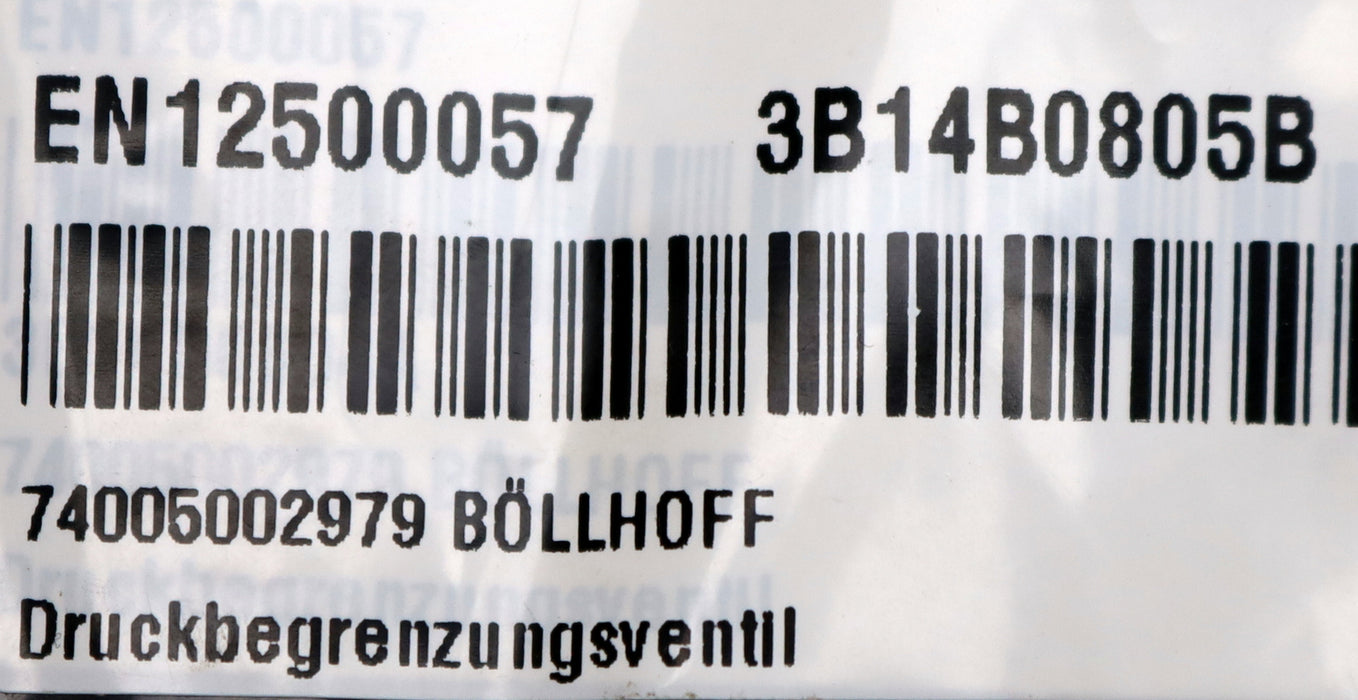 EN12500057 3B14B0805B
74005002979 BÖLLHOFF
Druckbegrenzungsventil